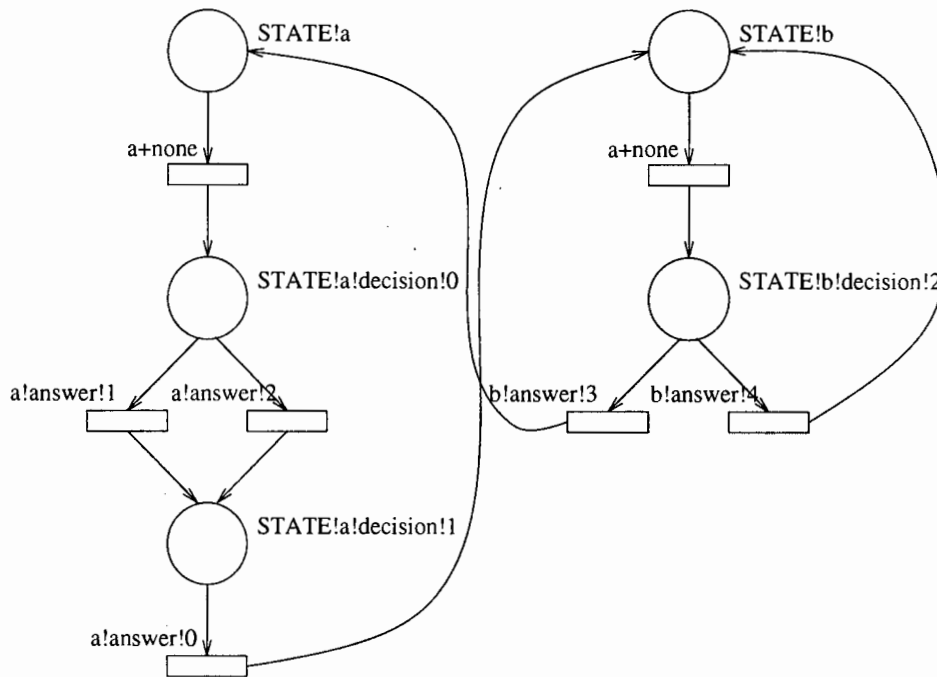 STATE!a
STATE!b
a+none
a+none
STATE!a!decision!0
STATE!b!decision!2
a!answer!1
a!answer!2
b!answer!3
b!answer!4
STATE!a!decision!1
a!answer!0